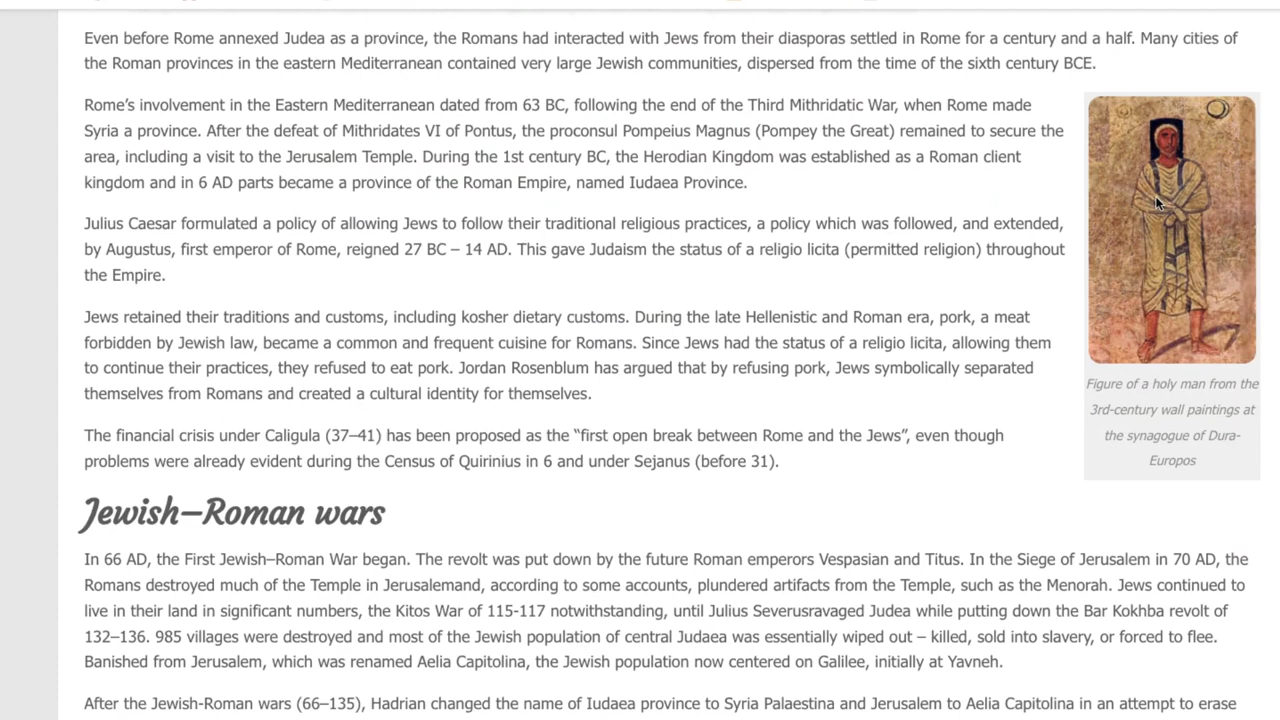 Even before Rome annexed Judea as a province, the Romans had interacted with Jews from their diasporas settled in Rome for a century and a half. Many cities of
the Roman provinces in the eastern Mediterranean contained very large Jewish communities, dispersed from the time of the sixth century BCE.
Rome’s involvement in the Eastern Mediterranean dated from 63 BC, following the end of the Third Mithridatic War, when Rome made
Syria a province. After the defeat of Mithridates VI of Pontus, the proconsul Pompeius Magnus (Pompey the Great) remained to secure the
area, including a visit to the Jerusalem Temple. During the 1st century BC, the Herodian Kingdom was established as a Roman client
kingdom and in 6 AD parts became a province of the Roman Empire, named Iudaea Province.
Julius Caesar formulated a policy of allowing Jews to follow their traditional religious practices, a policy which was followed, and extended,
by Augustus, first emperor of Rome, reigned 27 BC – 14 AD. This gave Judaism the status of a religio licita (permitted religion) throughout
the Empire.
Jews retained their traditions and customs, including kosher dietary customs. During the late Hellenistic and Roman era, pork, a meat
forbidden by Jewish law, became a common and frequent cuisine for Romans. Since Jews had the status of a religio licita, allowing them
to continue their practices, they refused to eat pork. Jordan Rosenblum has argued that by refusing pork, Jews symbolically separated
themselves from Romans and created a cultural identity for themselves.
The financial crisis under Caligula (37–41) has been proposed as the “first open break between Rome and the Jews”, even though
problems were already evident during the Census of Quirinius in 6 and under Sejanus (before 31).
Figure of a holy man from the
3rd-century wall paintings at
the synagogue of Dura-
Europos
Jewish–Roman wars
In 66 AD, the First Jewish–Roman War began. The revolt was put down by the future Roman emperors Vespasian and Titus. In the Siege of Jerusalem in 70 AD, the
Romans destroyed much of the Temple in Jerusalemand, according to some accounts, plundered artifacts from the Temple, such as the Menorah. Jews continued to
live in their land in significant numbers, the Kitos War of 115-117 notwithstanding, until Julius Severusravaged Judea while putting down the Bar Kokhba revolt of
132–136. 985 villages were destroyed and most of the Jewish population of central Judaea was essentially wiped out – killed, sold into slavery, or forced to flee.
Banished from Jerusalem, which was renamed Aelia Capitolina, the Jewish population now centered on Galilee, initially at Yavneh.
After the Jewish-Roman wars (66–135), Hadrian changed the name of Iudaea province to Syria Palaestina and Jerusalem to Aelia Capitolina in an attempt to erase